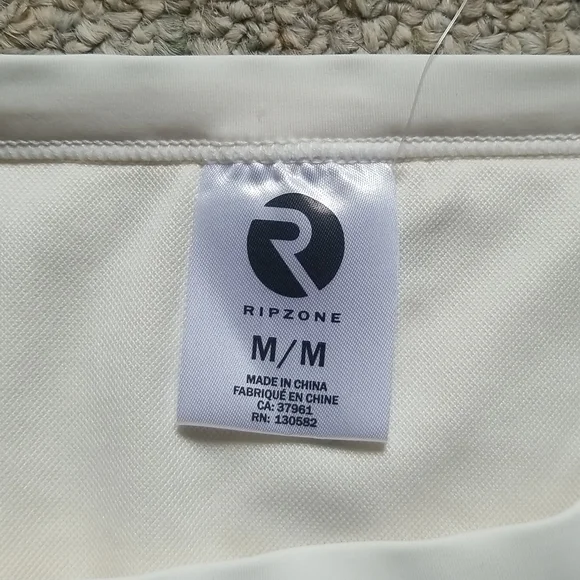 R
RIPZONE
M/M
MADE IN CHINA
FABRIQUÉ EN CHINE
CA: 37961
RN: 130582